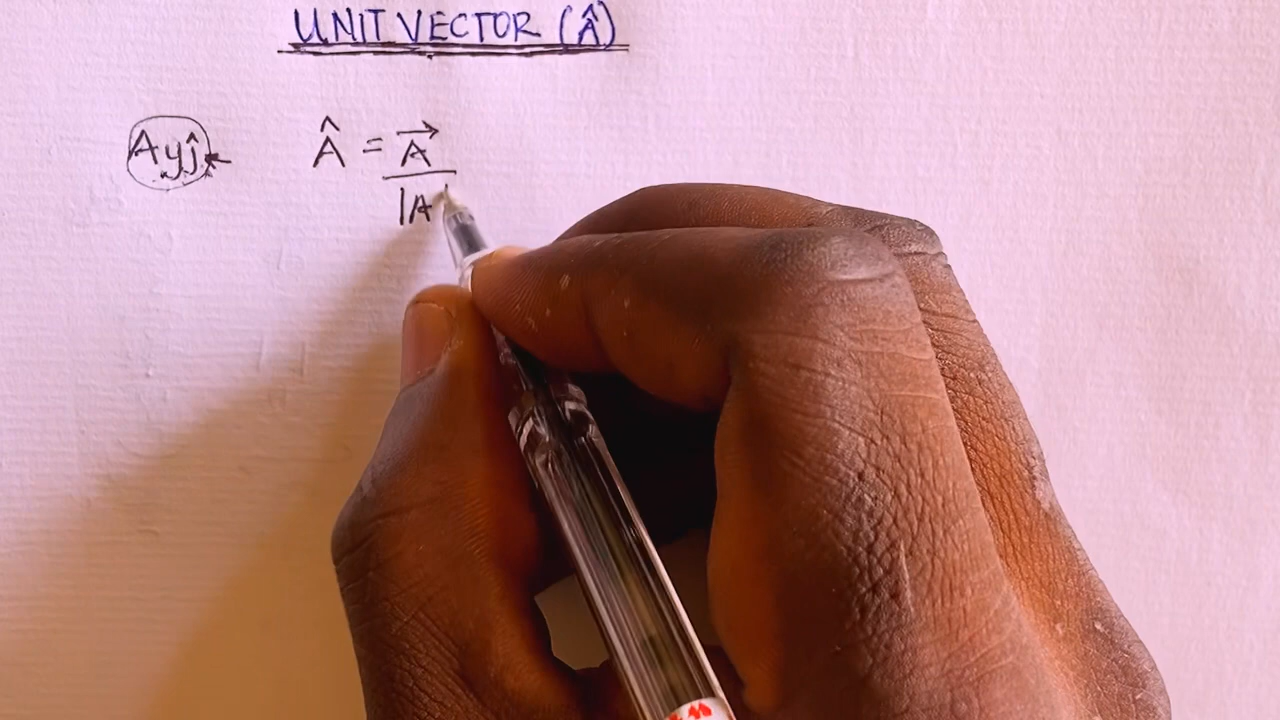 UNIT VECTOR (Â)
Ayĵ
Â = A⃗
|A|